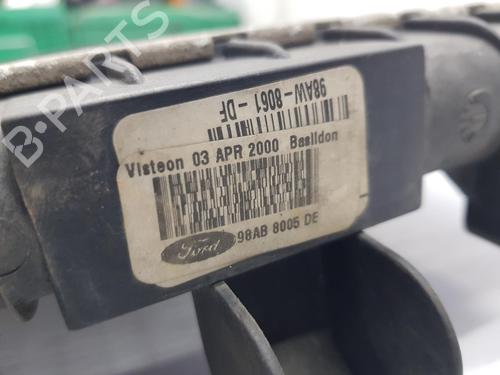 98AW-8061-DF
Visteon 03 APR 2000 Basildon
Ford
98AB 8005 DE
B-PARTS